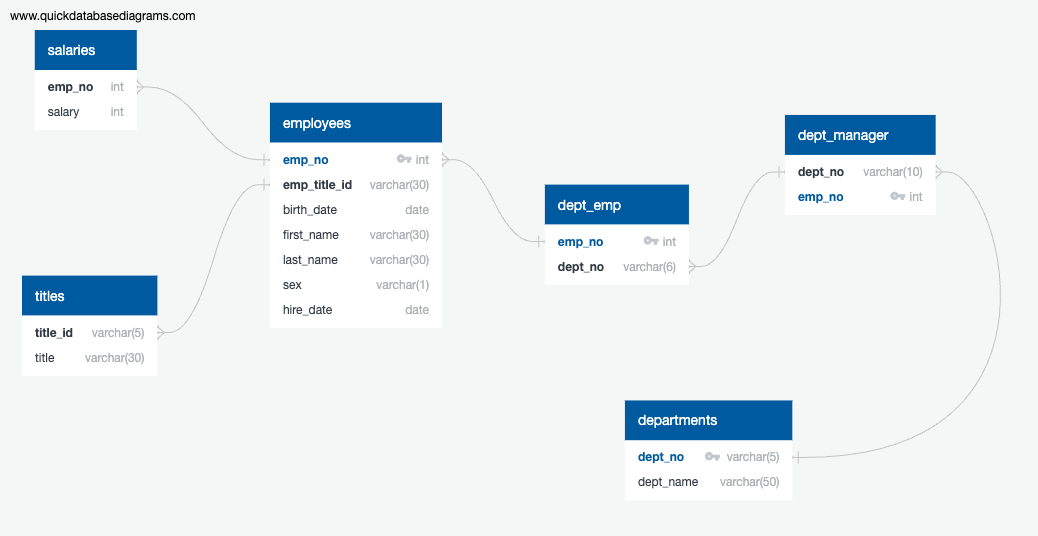 www.quickdatabasediagrams.com
salaries
emp_no int
salary int
employees
emp_no int
emp_title_id varchar(30)
birth_date date
first_name varchar(30)
last_name varchar(30)
sex varchar(1)
hire_date date
titles
title_id varchar(5)
title varchar(30)
dept_emp
emp_no int
dept_no varchar(6)
dept_manager
dept_no varchar(10)
emp_no int
departments
dept_no varchar(5)
dept_name varchar(50)